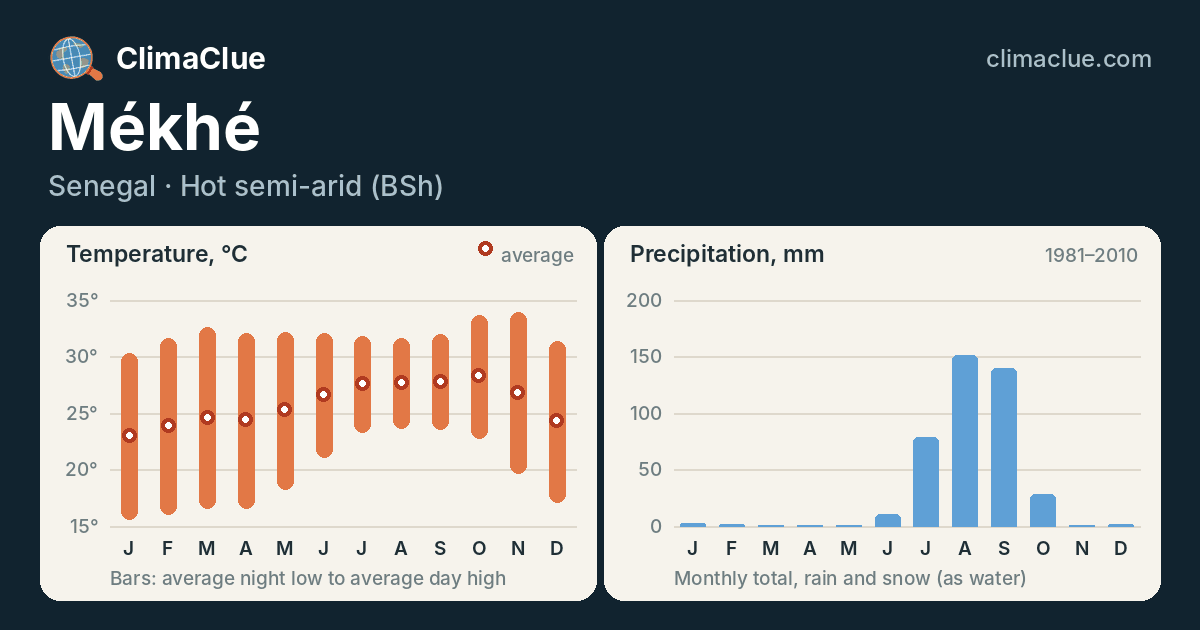 ClimaClue
climaclue.com
Mékhé
Senegal · Hot semi-arid (BSh)
Temperature, °C
average
35°
30°
25°
20°
15°
J F M A M J J A S O N D
Bars: average night low to average day high
Precipitation, mm
1981–2010
200
150
100
50
0
J F M A M J J A S O N D
Monthly total, rain and snow (as water)